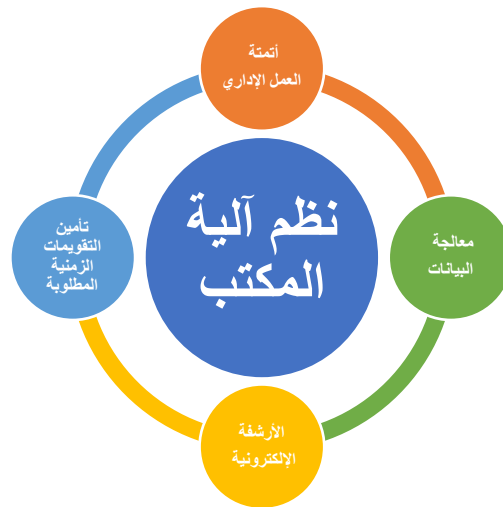 أتمتة
العمل الإداري
نظم آلية
المكتب
معالجة
البيانات
الأرشفة
الإلكترونية
تأمين
التقويمات
الزمنية
المطلوبة